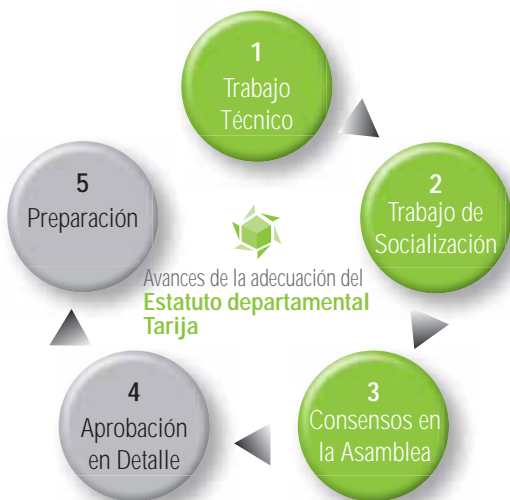 1
Trabajo
Técnico
2
Trabajo de
Socialización
3
Consensos en
la Asamblea
4
Aprobación
en Detalle
5
Preparación
Avances de la adecuación del
Estatuto departamental
Tarija